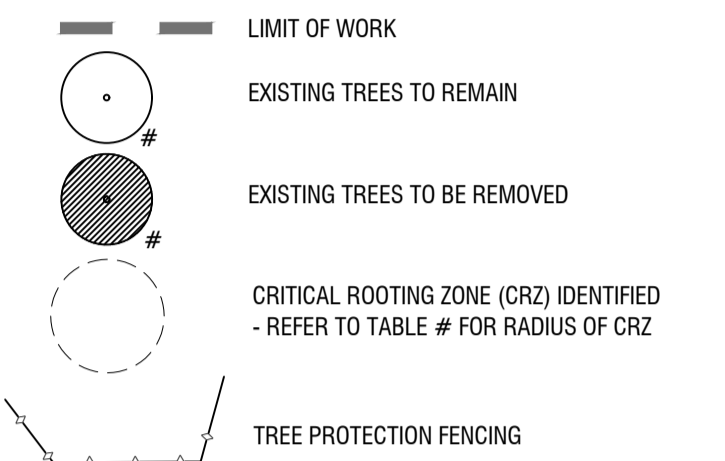 LIMIT OF WORK
EXISTING TREES TO REMAIN
#
EXISTING TREES TO BE REMOVED
#
CRITICAL ROOTING ZONE (CRZ) IDENTIFIED
- REFER TO TABLE # FOR RADIUS OF CRZ
TREE PROTECTION FENCING